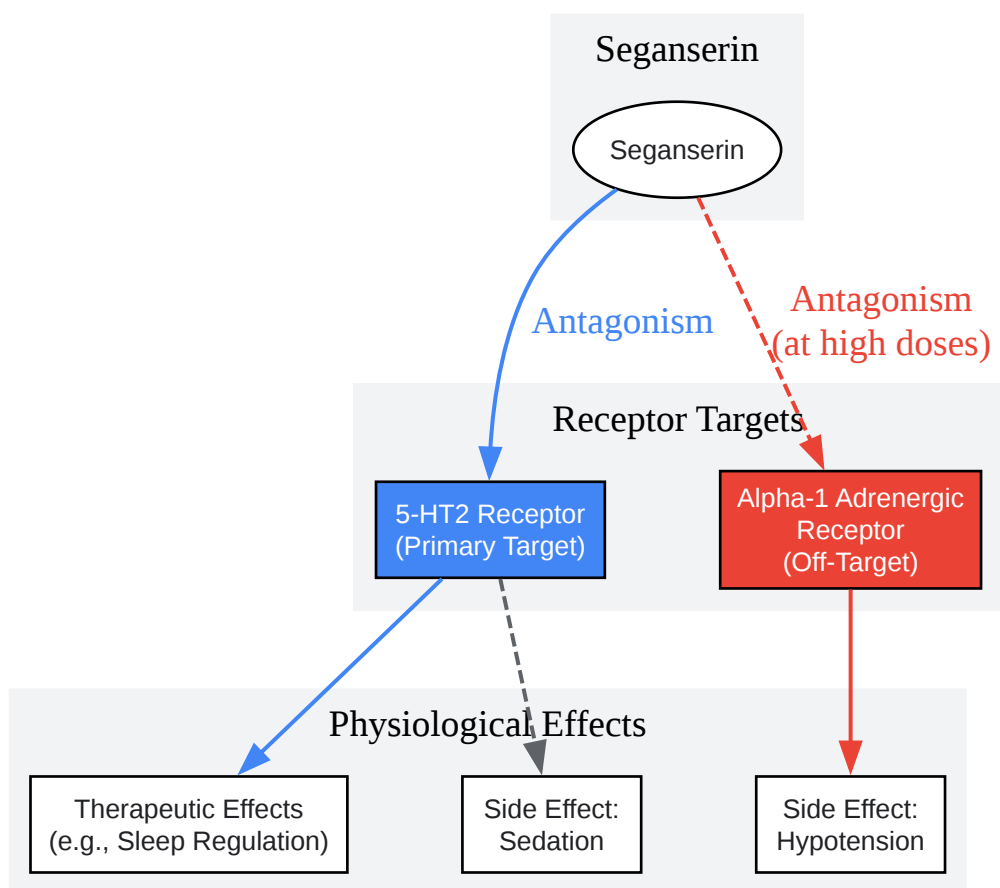 Seganserin
Seganserin
Antagonism
Antagonism
(at high doses)
Receptor Targets
5-HT2 Receptor
(Primary Target)
Alpha-1 Adrenergic
Receptor
(Off-Target)
Physiological Effects
Therapeutic Effects
(e.g., Sleep Regulation)
Side Effect:
Sedation
Side Effect:
Hypotension